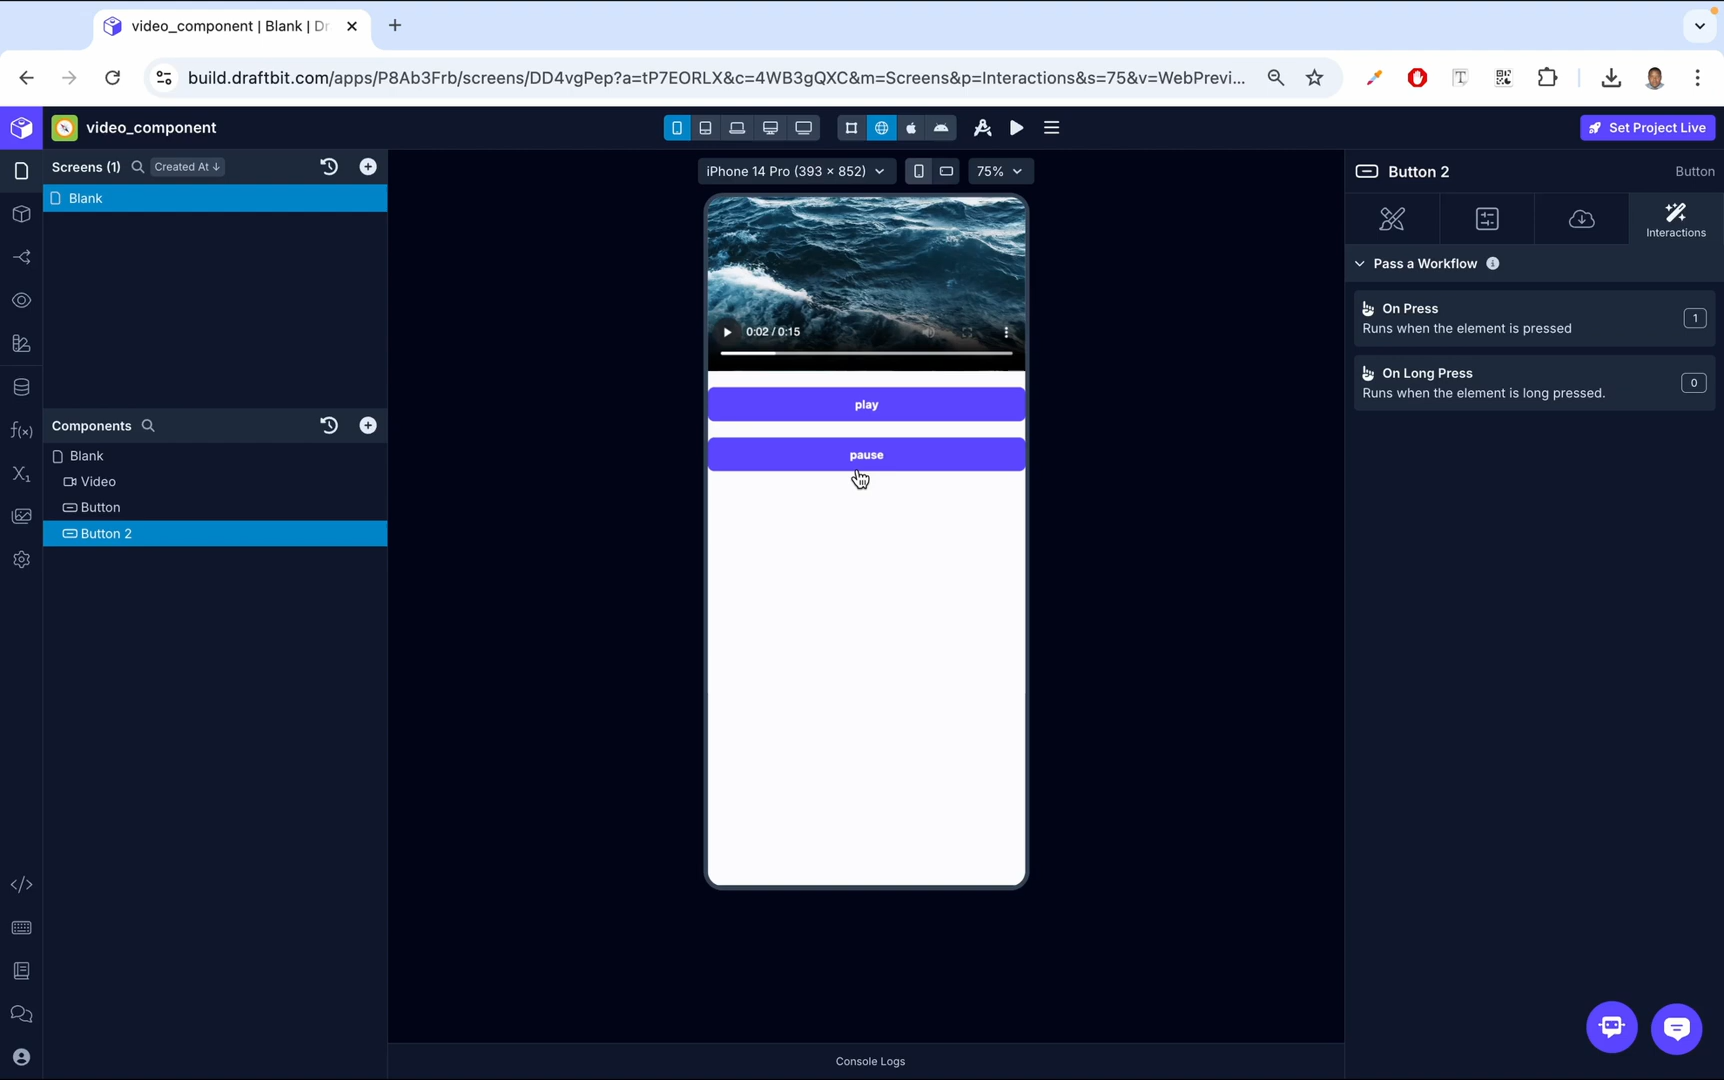 video_component | Blank | Dr
build.draftbit.com/apps/P8Ab3Frb/screens/DD4vgPep?a=tP7EORLX&c=4WB3gQXC&m=Screens&p=Interactions&s=75&v=WebPrevi...
video_component
Set Project Live
Screens (1) Created At ↓
Blank
iPhone 14 Pro (393 × 852)
75%
Button 2
Button
Interactions
Pass a Workflow
On Press
Runs when the element is pressed
1
On Long Press
Runs when the element is long pressed.
0
0:02 / 0:15
play
pause
Components
Blank
Video
Button
Button 2
f(x)
X1
Console Logs